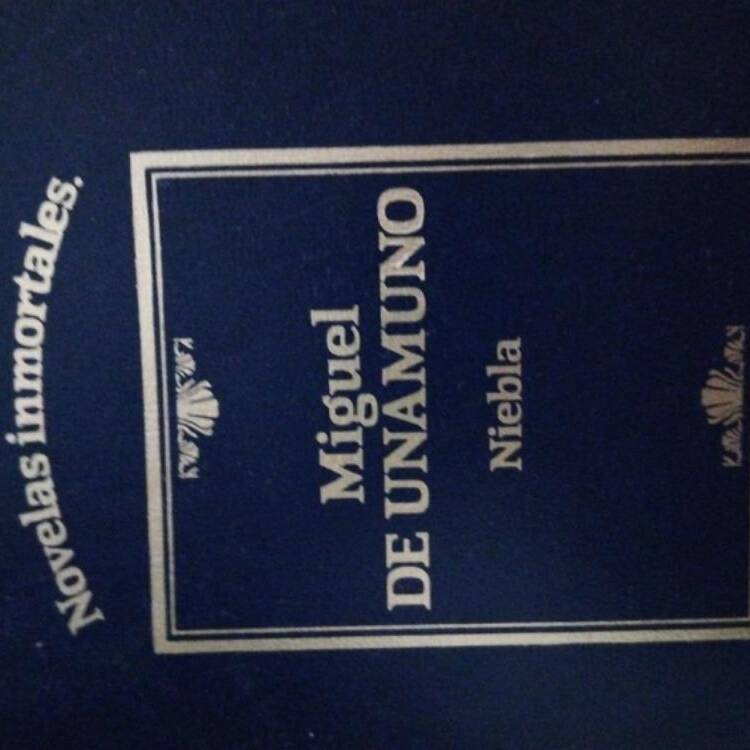 Novelas inmortales.
Miguel
DE UNAMUNO
Niebla